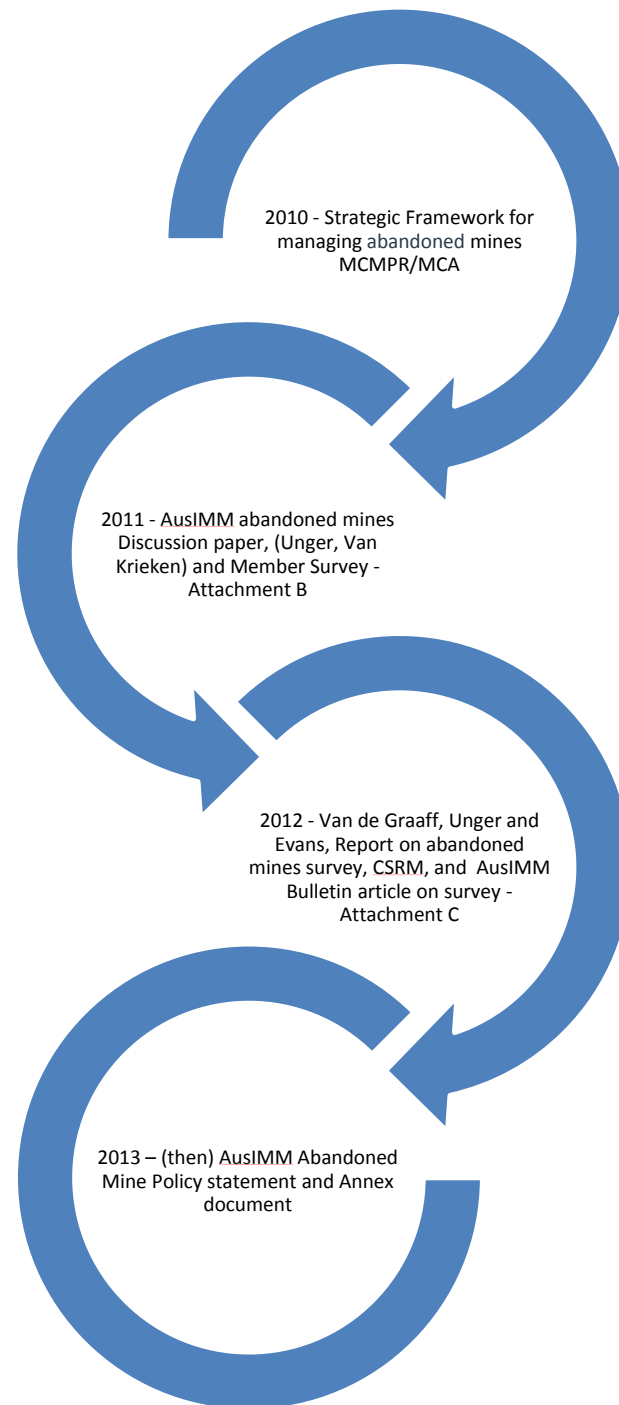 2010 - Strategic Framework for
managing abandoned mines
MCMPR/MCA
2011 - AusIMM abandoned mines
Discussion paper, (Unger, Van
Krieken) and Member Survey -
Attachment B
2012 - Van de Graaff, Unger and
Evans, Report on abandoned
mines survey, CSRM, and  AusIMM
Bulletin article on survey -
Attachment C
2013 – (then) AusIMM Abandoned
Mine Policy statement and Annex
document